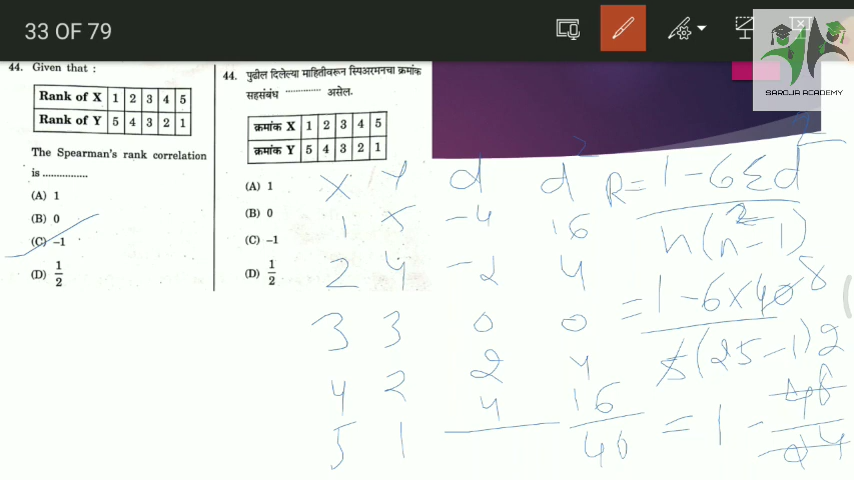 33 OF 79
SAROJA ACADEMY
44. Given that :
Rank of X 1 2 3 4 5
Rank of Y 5 4 3 2 1
The Spearman's rank correlation
is ...............
(A) 1
(B) 0
(C) -1
(D) 1/2
44. पुढील दिलेल्या माहितीवरून स्पिअरमनचा क्रमांक
सहसंबंध ............... असेल.
क्रमांक X 1 2 3 4 5
क्रमांक Y 5 4 3 2 1
(A) 1
(B) 0
(C) -1
(D) 1/2
X Y d d²
1 5 -4 16
2 4 -2 4
3 3 0 0
4 2 2 4
5 1 4 16
40
R = 1 - 6Σd²
n(n²-1)
= 1 - 6×40 8
5(25-1) 2
= 1 - 48
24